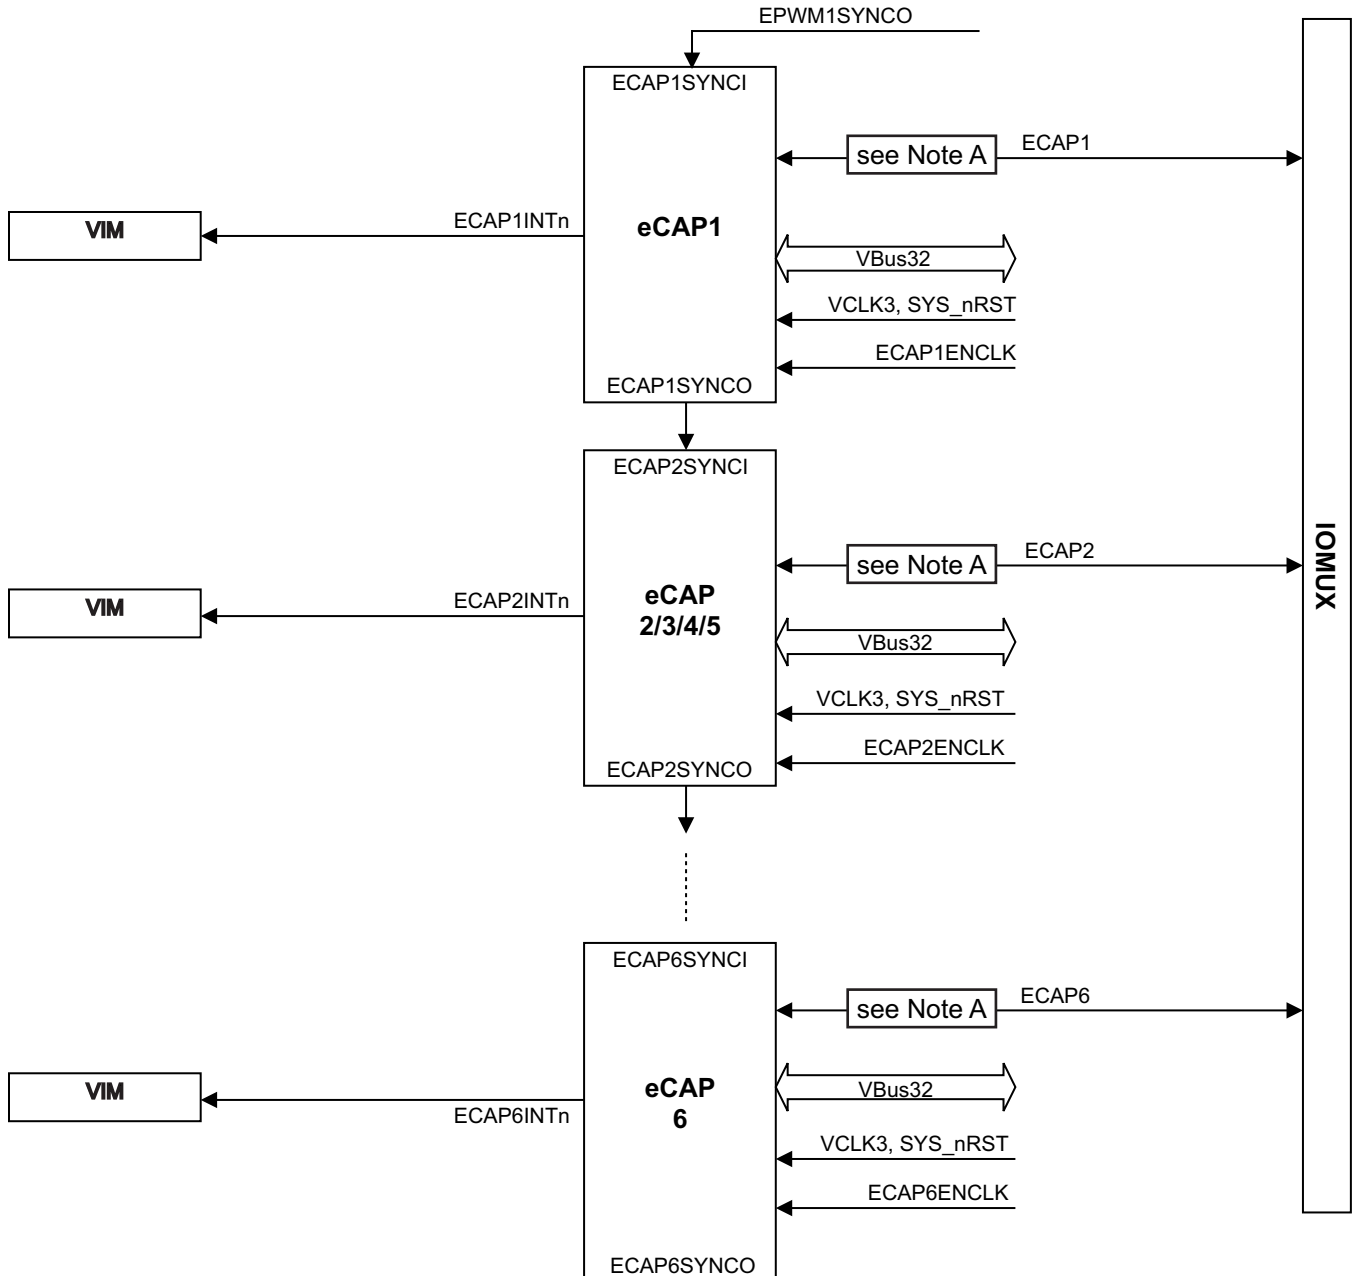 EPWM1SYNCO
ECAP1SYNCI
see Note A
ECAP1
VIM
ECAP1INTn
eCAP1
VBus32
VCLK3, SYS_nRST
ECAP1ENCLK
ECAP1SYNCO
ECAP2SYNCI
see Note A
ECAP2
IOMUX
VIM
ECAP2INTn
eCAP
2/3/4/5
VBus32
VCLK3, SYS_nRST
ECAP2ENCLK
ECAP2SYNCO
ECAP6SYNCI
see Note A
ECAP6
VIM
ECAP6INTn
eCAP
6
VBus32
VCLK3, SYS_nRST
ECAP6ENCLK
ECAP6SYNCO